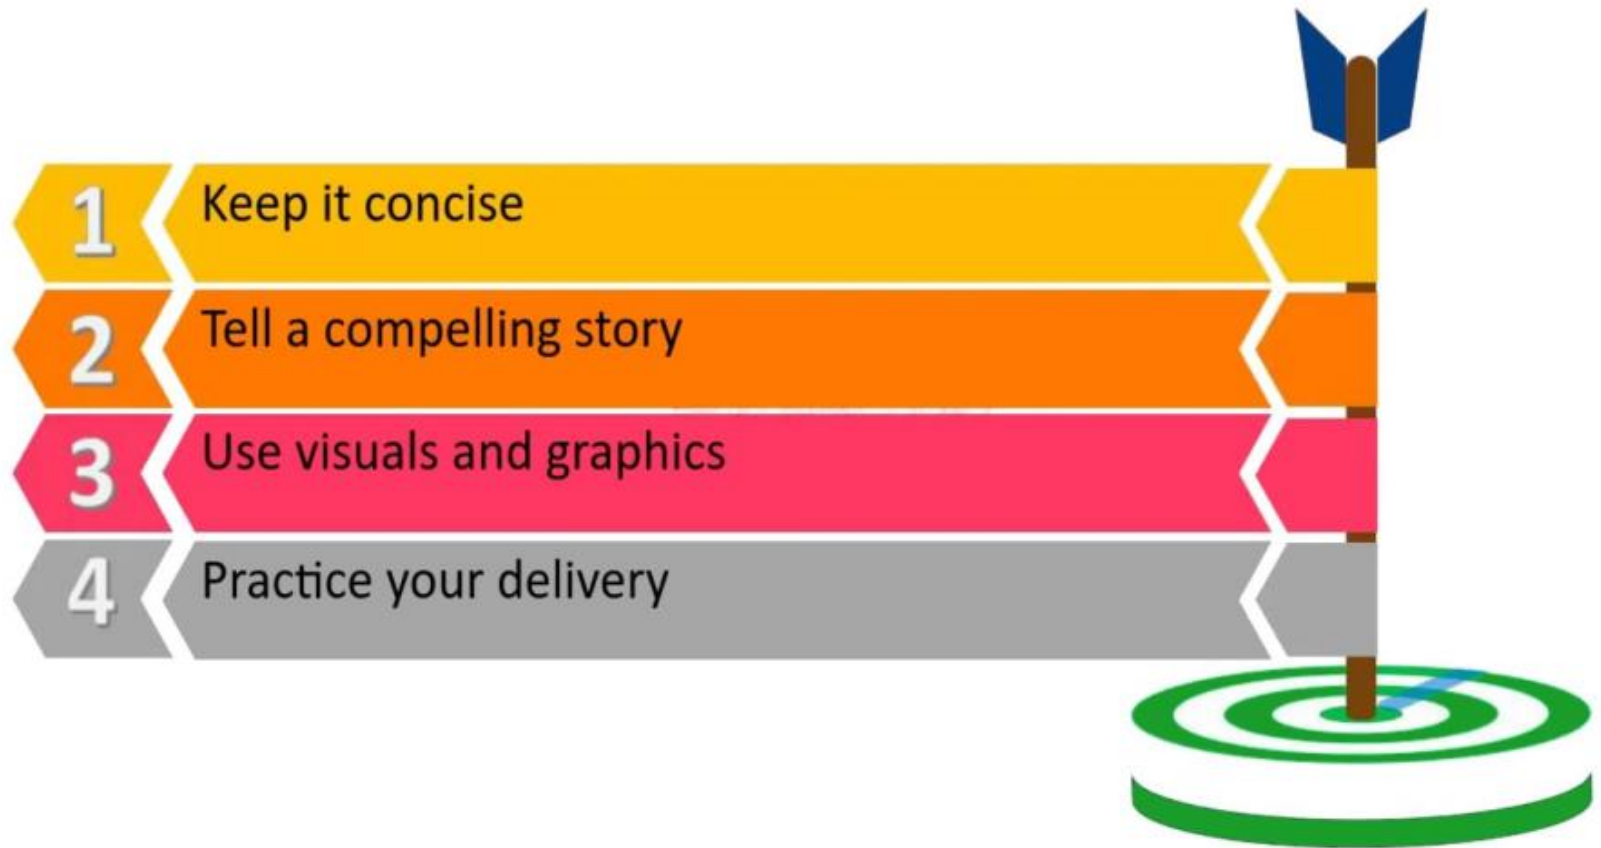 1 Keep it concise
2 Tell a compelling story
3 Use visuals and graphics
4 Practice your delivery